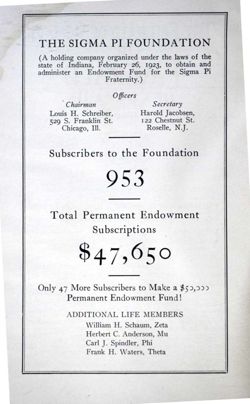 THE SIGMA PI FOUNDATION
(A holding company organized under the laws of the
state of Indiana, February 26, 1923, to obtain and
administer an Endowment Fund for the Sigma Pi
Fraternity.)
Officers
Chairman
Louis H. Schreiber,
529 S. Franklin St.
Chicago, Ill.
Secretary
Harold Jacobsen,
122 Chestnut St.
Roselle, N.J.
Subscribers to the Foundation
953
Total Permanent Endowment
Subscriptions
$47,650
Only 47 More Subscribers to Make a $50,000
Permanent Endowment Fund!
ADDITIONAL LIFE MEMBERS
William H. Schaum, Zeta
Herbert C. Anderson, Mu
Carl J. Spindler, Phi
Frank H. Waters, Theta